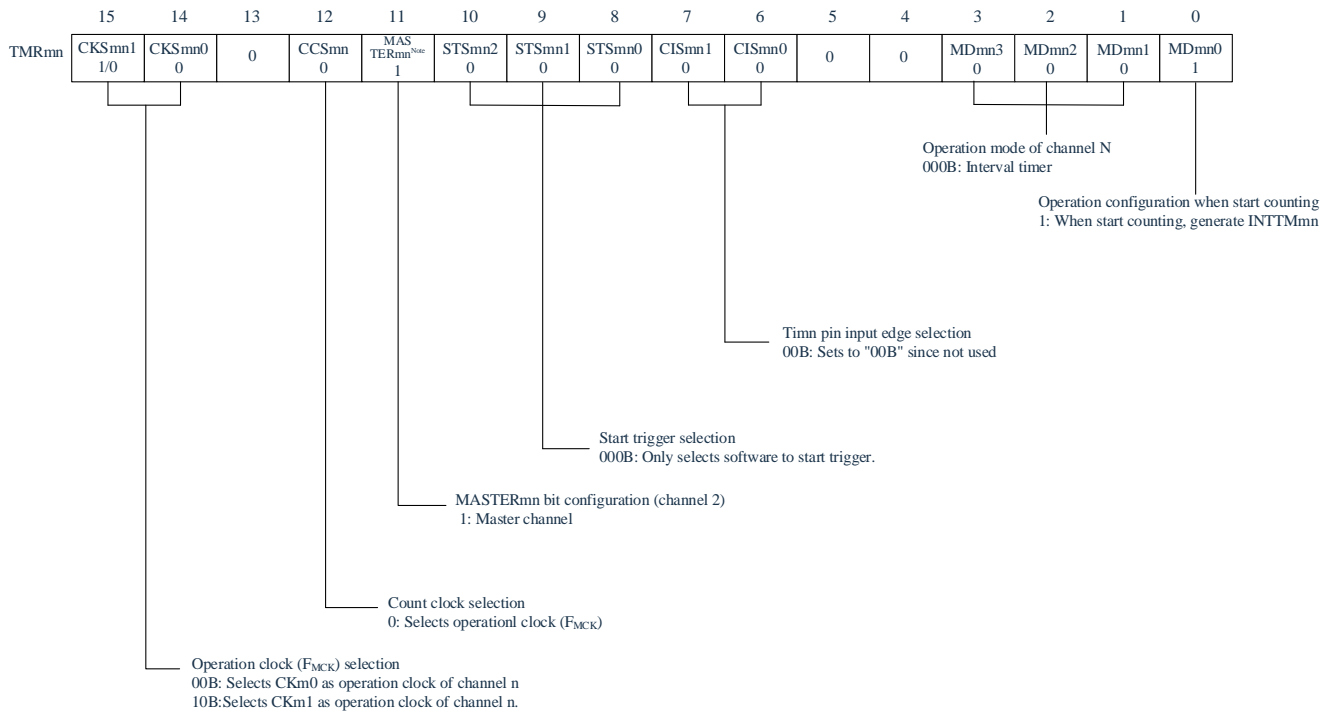 15 14 13 12 11 10 9 8 7 6 5 4 3 2 1 0
TMRmn
CKSmn1 CKSmn0 0 CCSmn MAS STSmn2 STSmn1 STSmn0 CISmn1 CISmn0 0 0 MDmn3 MDmn2 MDmn1 MDmn0
TERmn^Note
1/0 0 0 1 0 0 0 0 0 0 0 0 1
Operation mode of channel N
000B: Interval timer
Operation configuration when start counting
1: When start counting, generate INTTMmn
Timn pin input edge selection
00B: Sets to "00B" since not used
Start trigger selection
000B: Only selects software to start trigger.
MASTERmn bit configuration (channel 2)
1: Master channel
Count clock selection
0: Selects operationl clock (FMCK)
Operation clock (FMCK) selection
00B: Selects CKm0 as operation clock of channel n
10B:Selects CKm1 as operation clock of channel n.